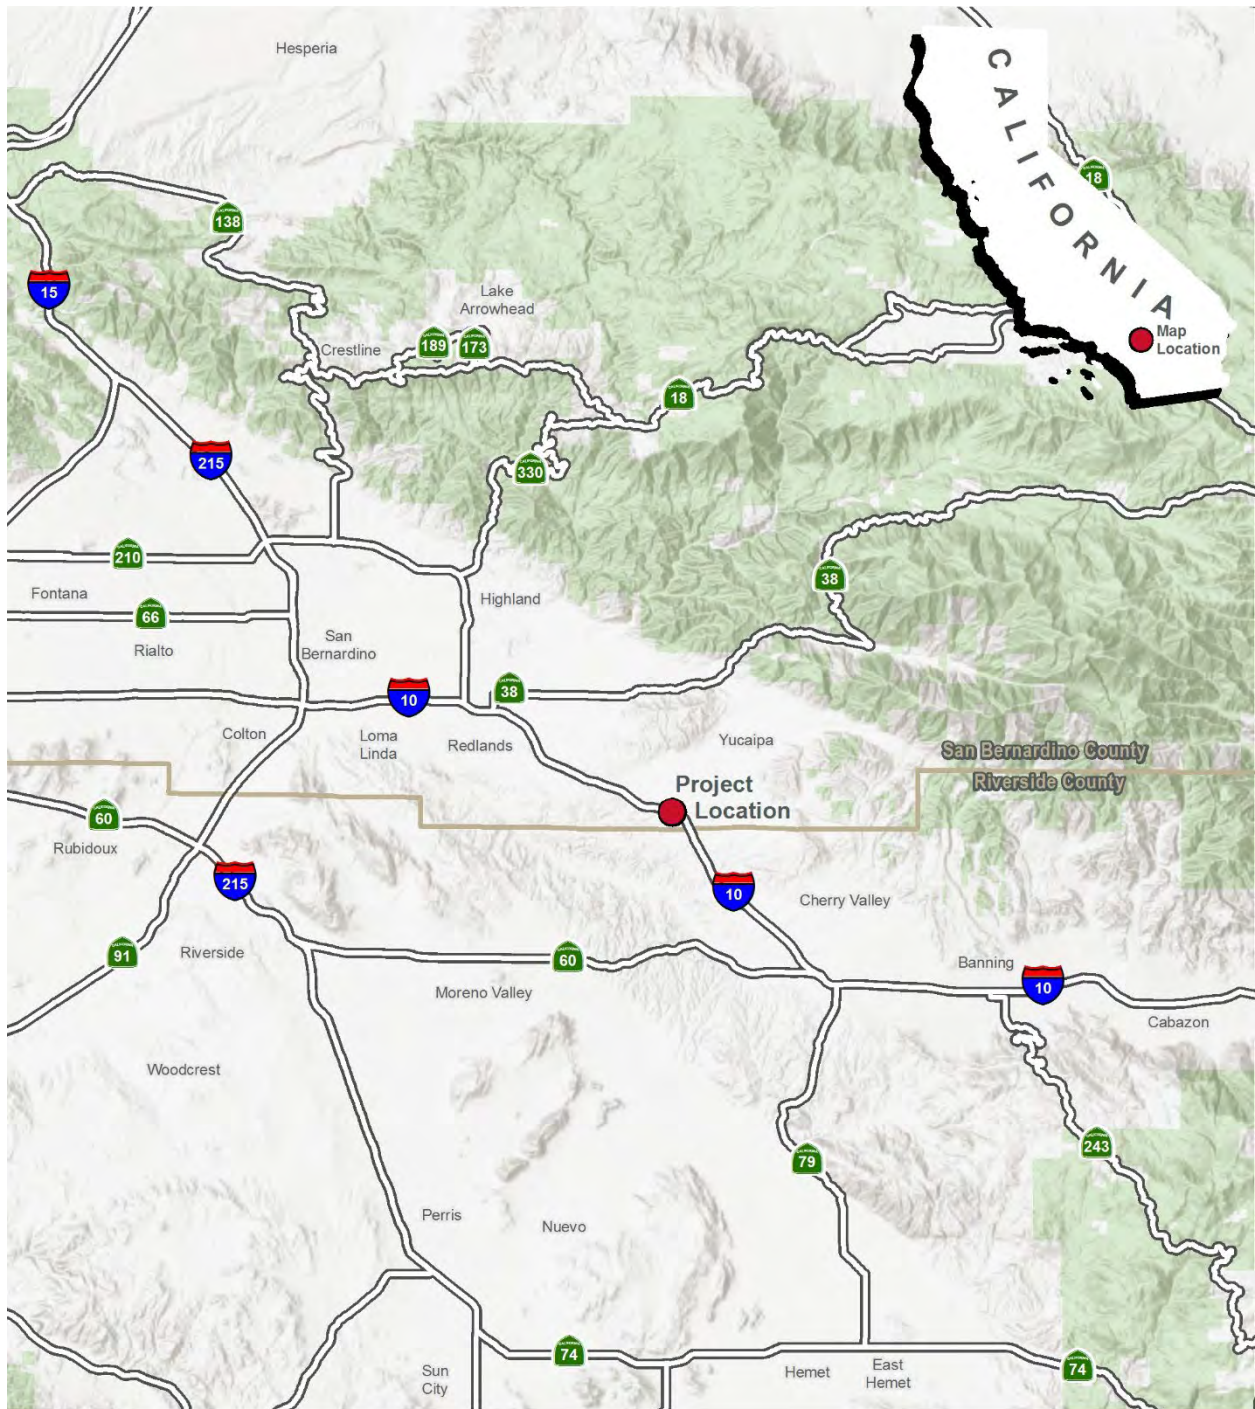 Hesperia
CALIFORNIA
18
138
15
Lake
Arrowhead
189
173
Crestline
Map
Location
18
215
330
210
38
Fontana
Highland
66
San
Bernardino
Rialto
10
38
Colton
Loma
Linda
Redlands
Yucaipa
San Bernardino County
Riverside County
Project
Location
60
Rubidoux
215
10
Cherry Valley
91
Riverside
60
Banning
Moreno Valley
10
Cabazon
Woodcrest
243
79
Perris
Nuevo
74
74
Sun
City
Hemet
East
Hemet